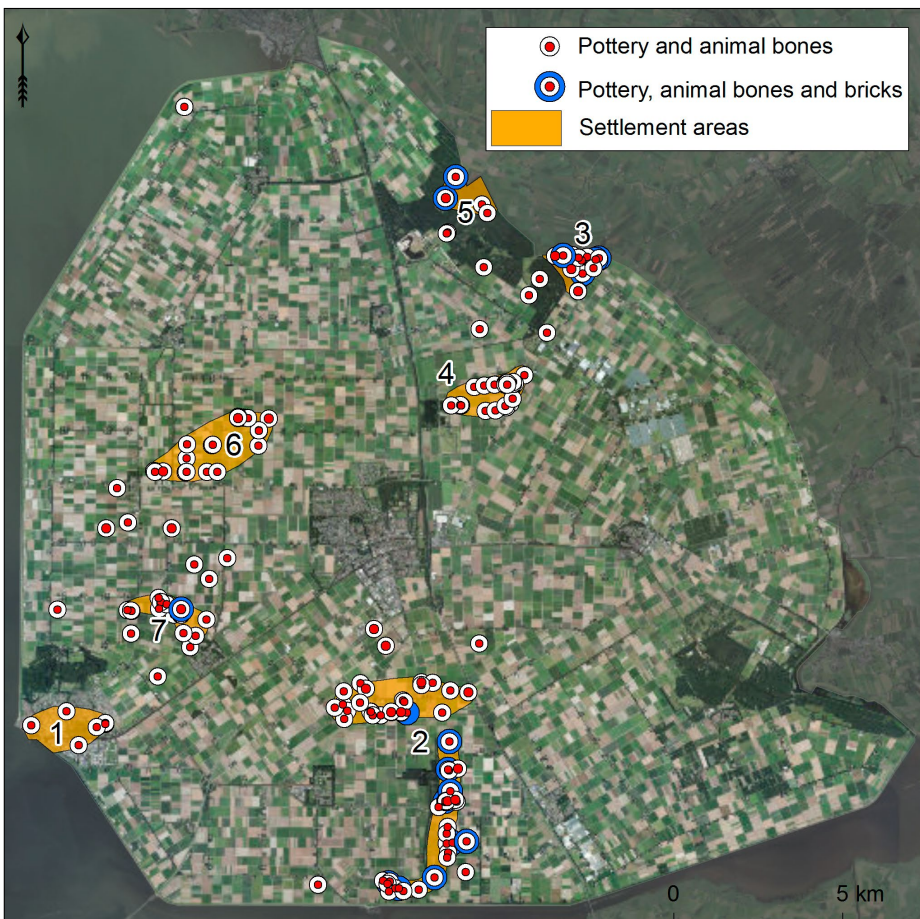 Pottery and animal bones
Pottery, animal bones and bricks
Settlement areas
5
3
4
6
7
1
2
0 5 km